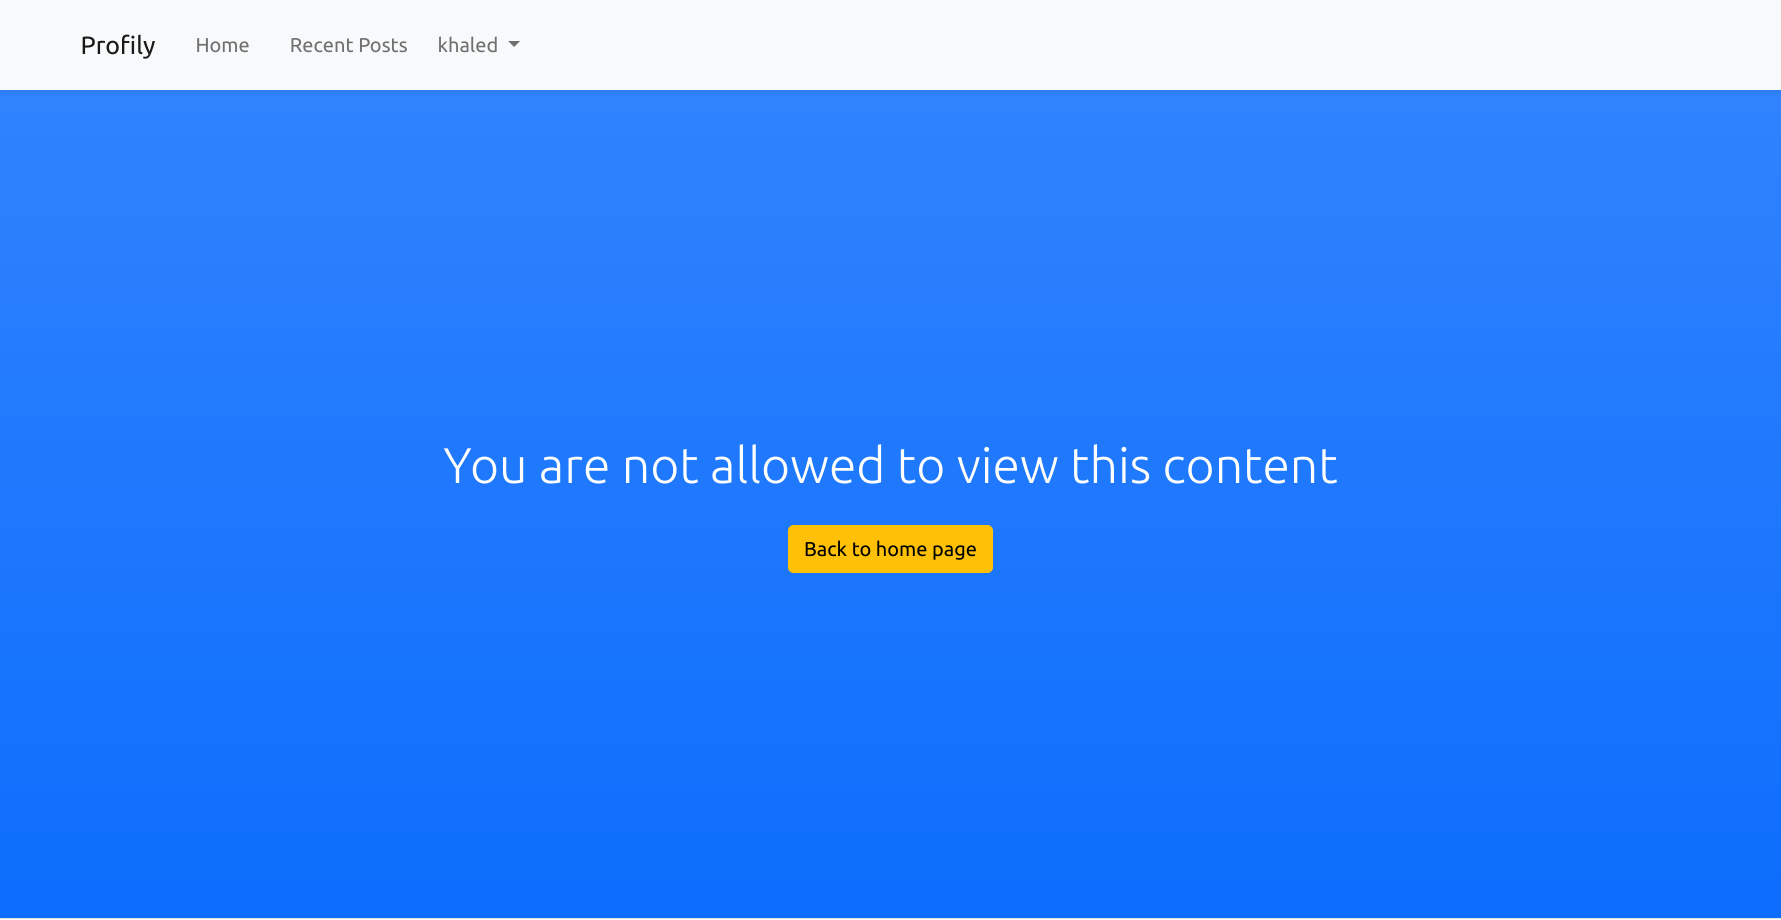 Profily Home Recent Posts khaled
You are not allowed to view this content
Back to home page